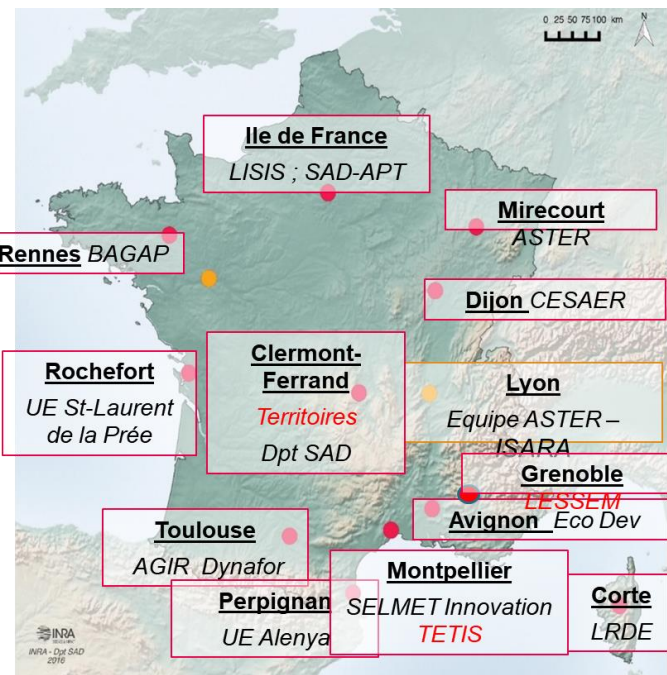 0 25 50 75 100 km
N
Ile de France
LISIS ; SAD-APT
Mirecourt
ASTER
Rennes BAGAP
Dijon CESAER
Clermont-
Ferrand
Territoires
Dpt SAD
Rochefort
UE St-Laurent
de la Prée
Lyon
Equipe ASTER –
ISARA
Grenoble
LESSEM
Avignon Eco Dev
Toulouse
AGIR Dynafor
Montpellier
SELMET Innovation
TETIS
Perpignan
UE Alenya
Corte
LRDE
INRA
INRA - Dpt SAD
2016